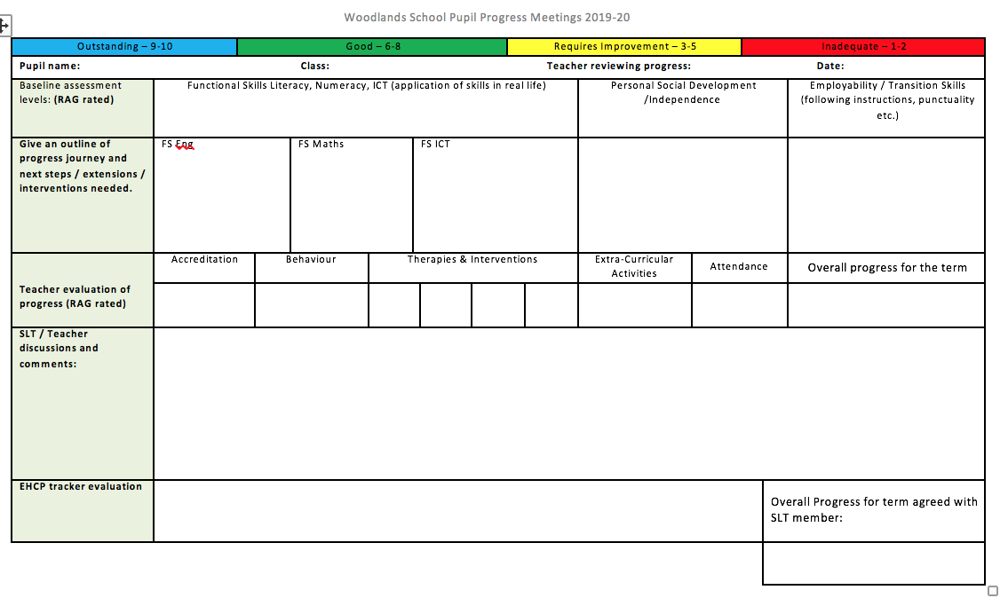 Woodlands School Pupil Progress Meetings 2019-20
Outstanding – 9-10 Good – 6-8 Requires Improvement – 3-5 Inadequate – 1-2
Pupil name: Class: Teacher reviewing progress: Date:
Baseline assessment
levels: (RAG rated)
Functional Skills Literacy, Numeracy, ICT (application of skills in real life)
Personal Social Development
/Independence
Employability / Transition Skills
(following instructions, punctuality
etc.)
Give an outline of
progress journey and
next steps / extensions /
interventions needed.
FS Eng
FS Maths
FS ICT
Teacher evaluation of
progress (RAG rated)
Accreditation
Behaviour
Therapies & Interventions
Extra-Curricular
Activities
Attendance
Overall progress for the term
SLT / Teacher
discussions and
comments:
EHCP tracker evaluation
Overall Progress for term agreed with
SLT member: